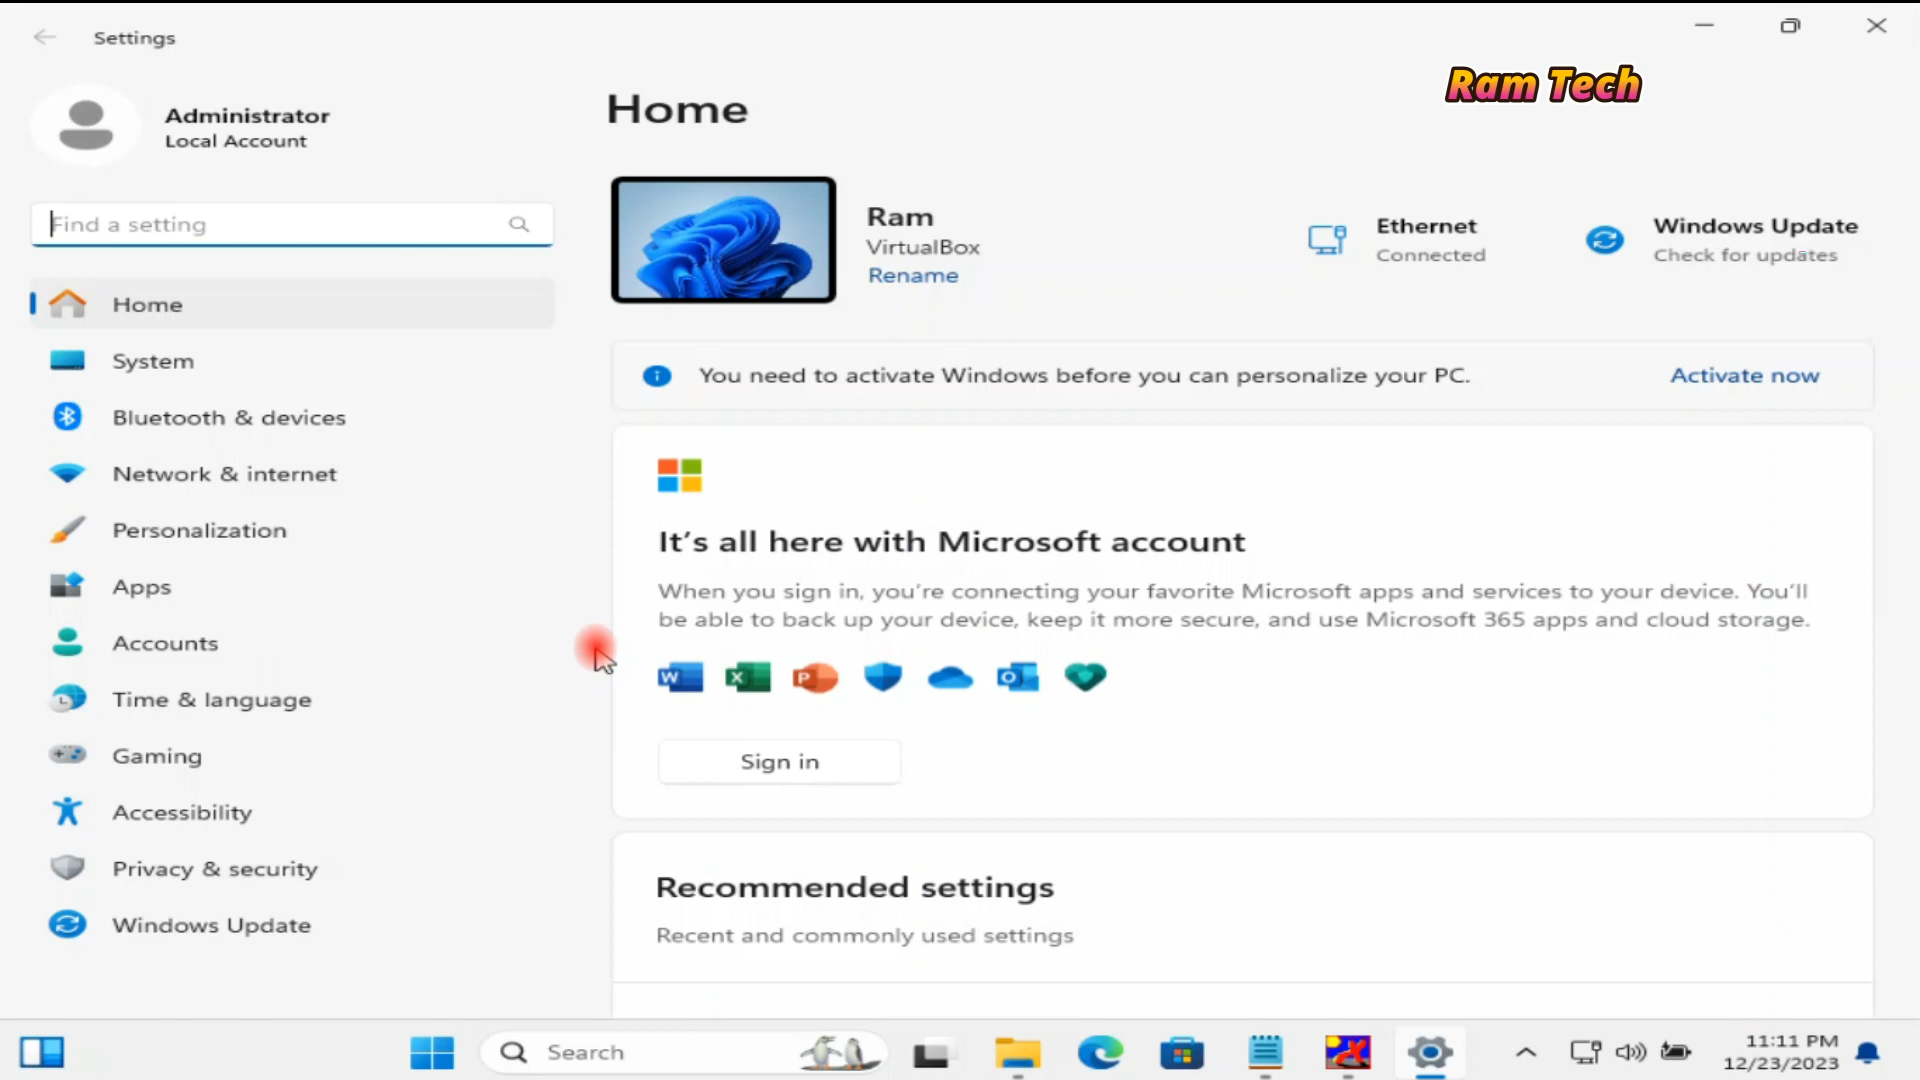 Settings
Ram Tech
Administrator
Local Account
Find a setting
Home
System
Bluetooth & devices
Network & internet
Personalization
Apps
Accounts
Time & language
Gaming
Accessibility
Privacy & security
Windows Update
Home
Ram
VirtualBox
Rename
Ethernet
Connected
Windows Update
Check for updates
You need to activate Windows before you can personalize your PC.
Activate now
It's all here with Microsoft account
When you sign in, you're connecting your favorite Microsoft apps and services to your device. You'll
be able to back up your device, keep it more secure, and use Microsoft 365 apps and cloud storage.
Sign in
Recommended settings
Recent and commonly used settings
Search
11:11 PM
12/23/2023